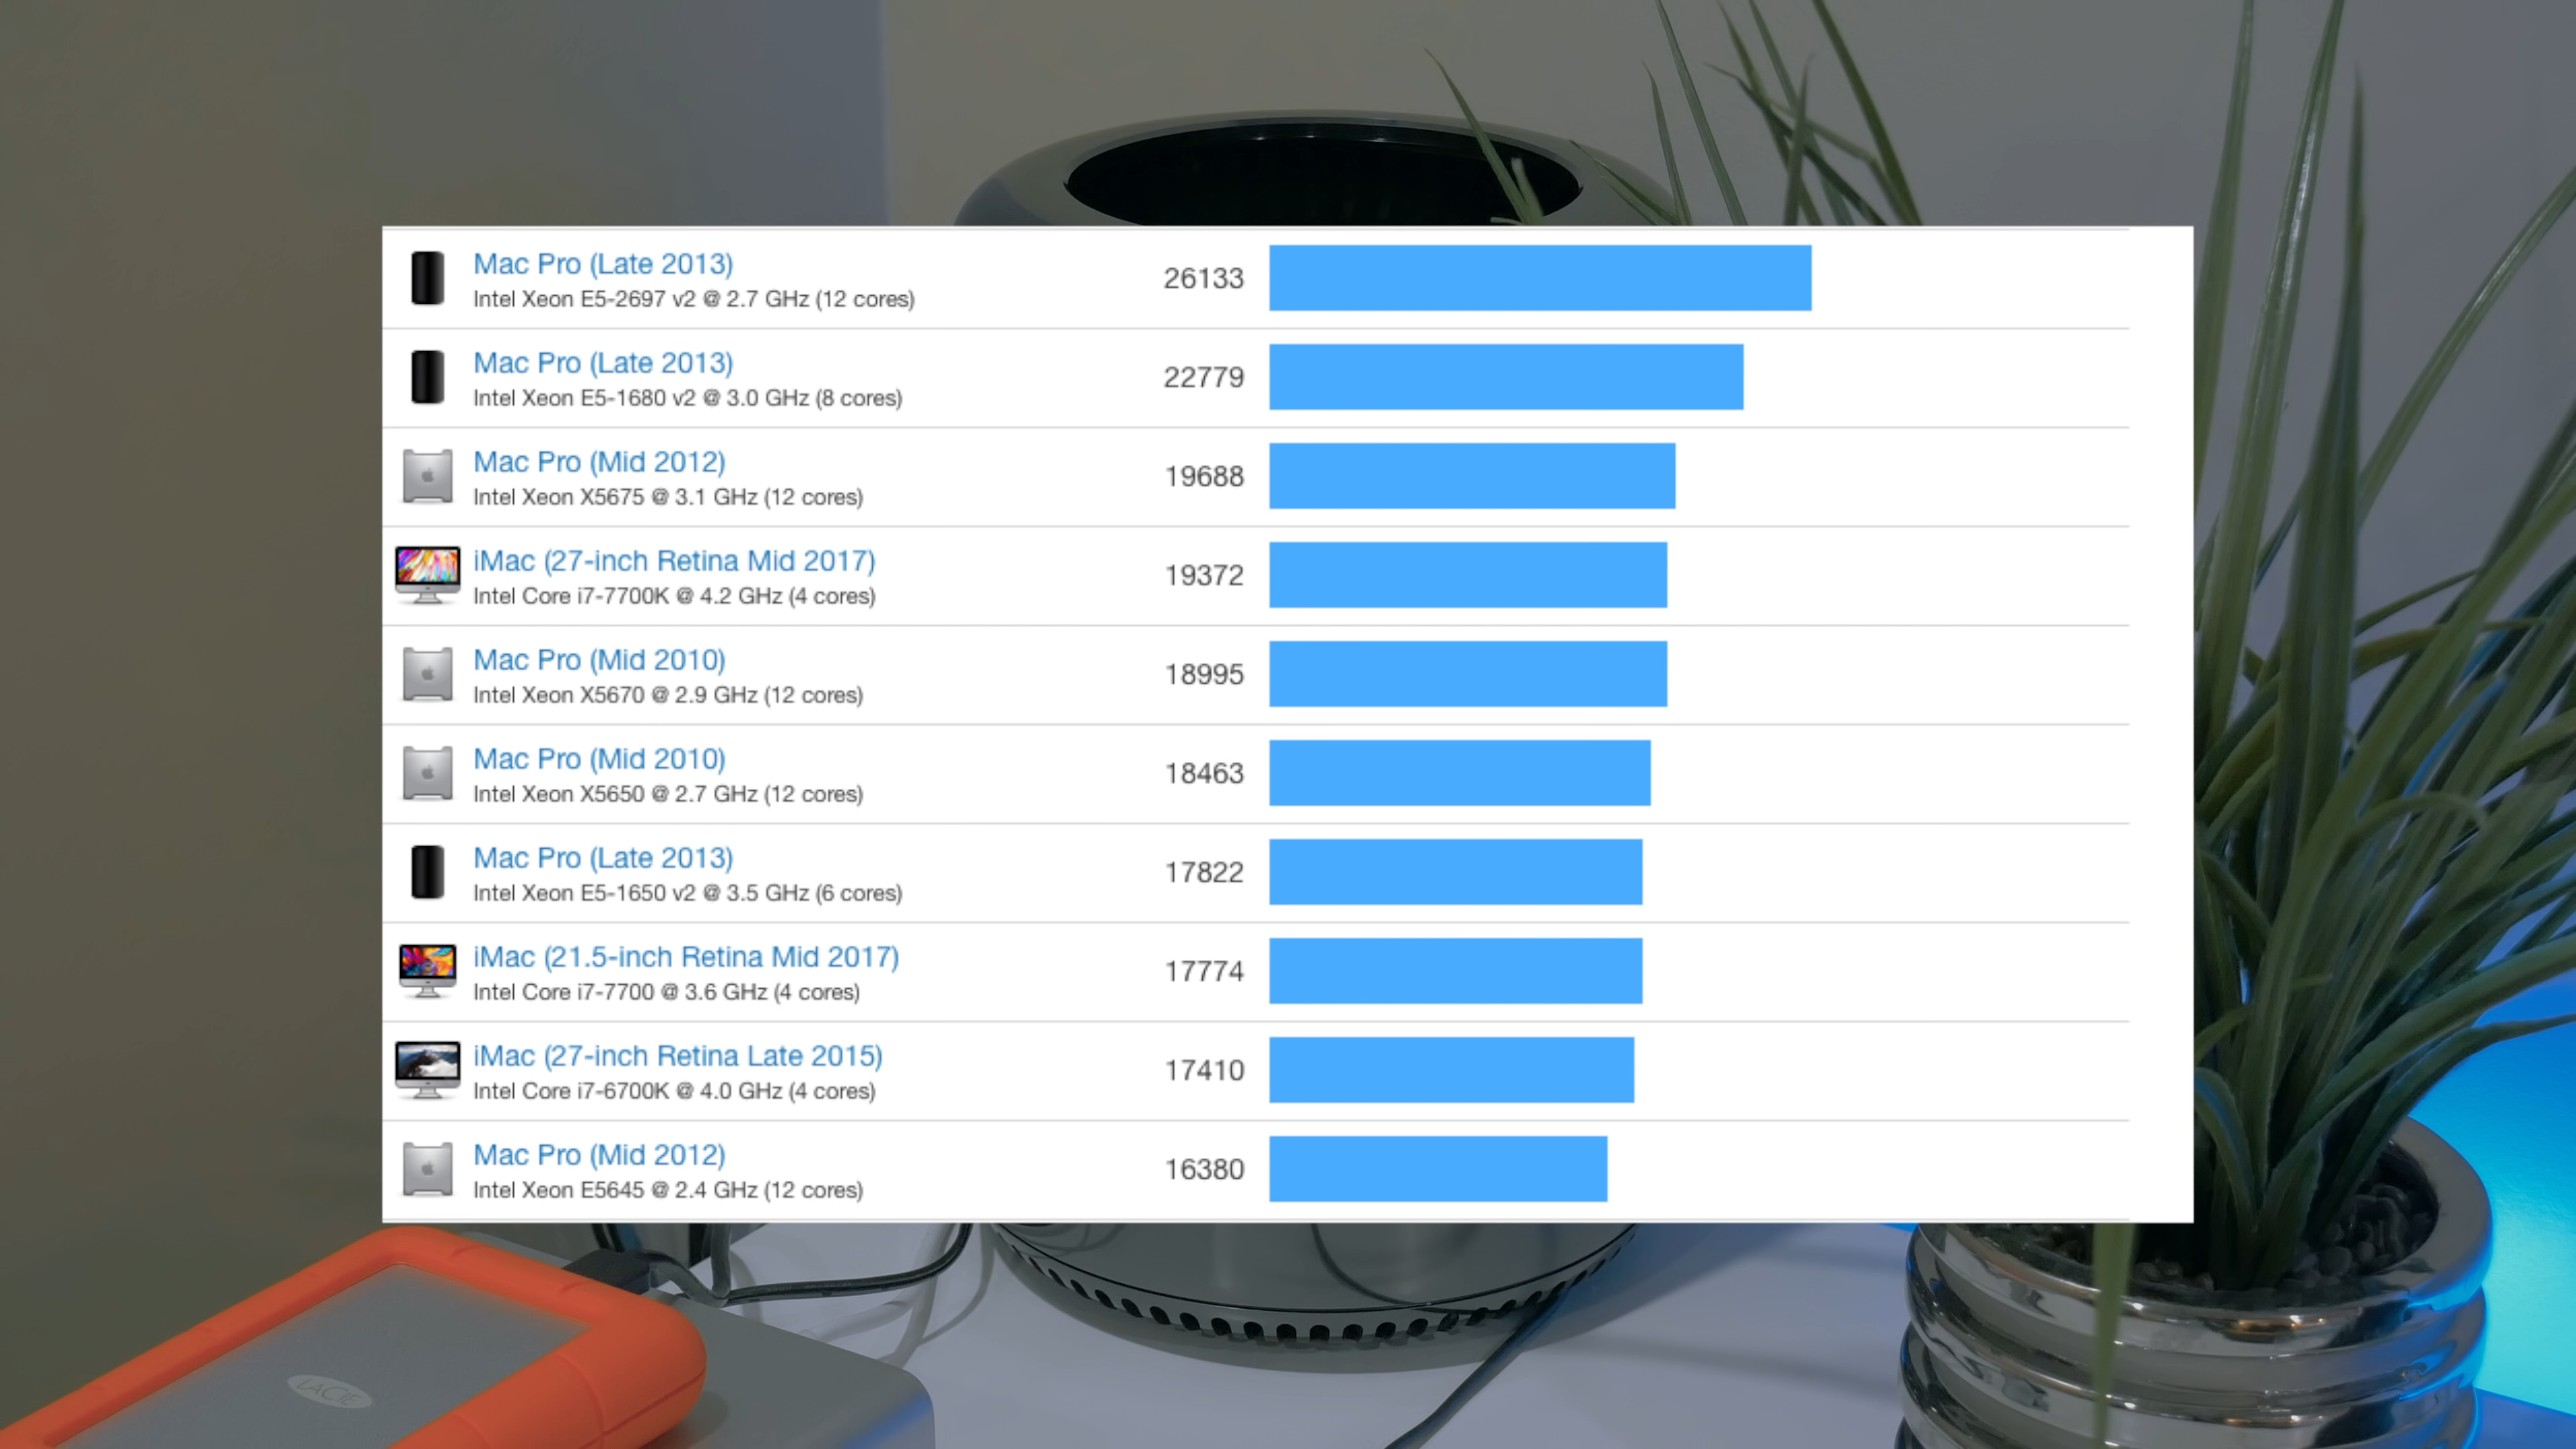 Mac Pro (Late 2013)
Intel Xeon E5-2697 v2 @ 2.7 GHz (12 cores)
26133
Mac Pro (Late 2013)
Intel Xeon E5-1680 v2 @ 3.0 GHz (8 cores)
22779
Mac Pro (Mid 2012)
Intel Xeon X5675 @ 3.1 GHz (12 cores)
19688
iMac (27-inch Retina Mid 2017)
Intel Core i7-7700K @ 4.2 GHz (4 cores)
19372
Mac Pro (Mid 2010)
Intel Xeon X5670 @ 2.9 GHz (12 cores)
18995
Mac Pro (Mid 2010)
Intel Xeon X5650 @ 2.7 GHz (12 cores)
18463
Mac Pro (Late 2013)
Intel Xeon E5-1650 v2 @ 3.5 GHz (6 cores)
17822
iMac (21.5-inch Retina Mid 2017)
Intel Core i7-7700 @ 3.6 GHz (4 cores)
17774
iMac (27-inch Retina Late 2015)
Intel Core i7-6700K @ 4.0 GHz (4 cores)
17410
Mac Pro (Mid 2012)
Intel Xeon E5645 @ 2.4 GHz (12 cores)
16380
LACIE